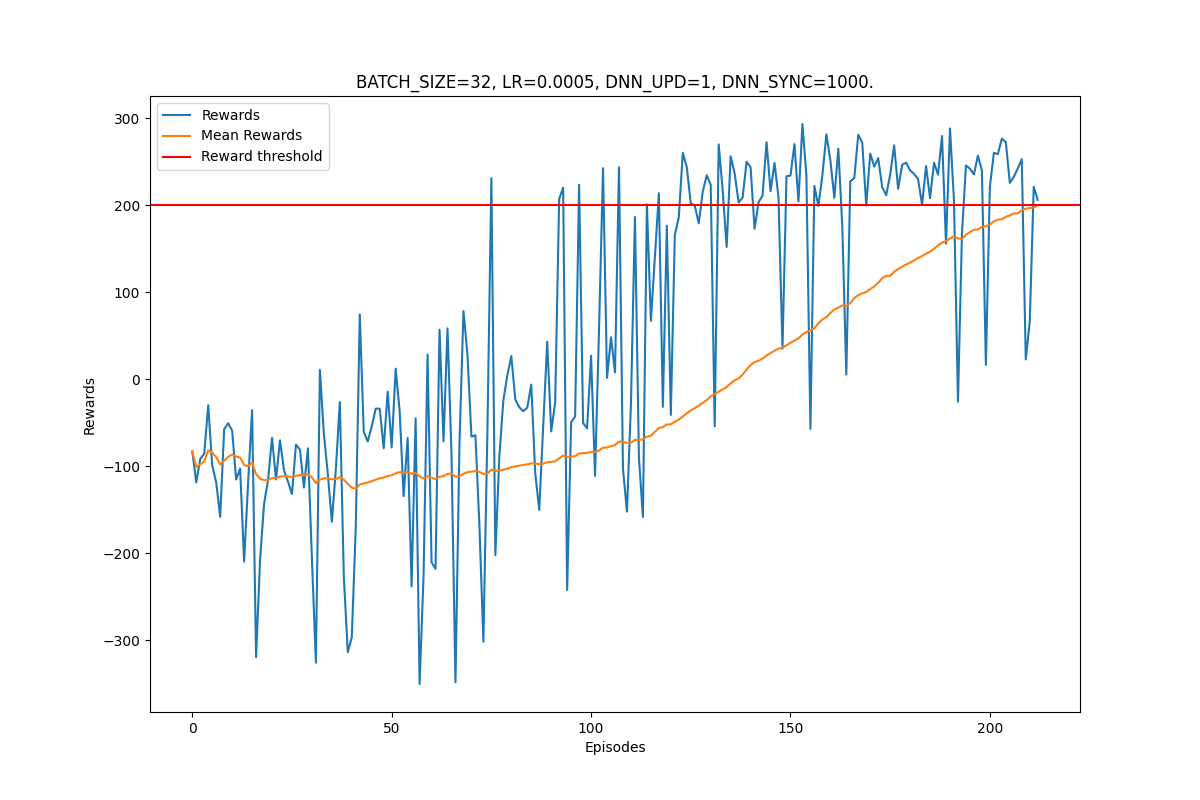 BATCH_SIZE=32, LR=0.0005, DNN_UPD=1, DNN_SYNC=1000.
Rewards
Mean Rewards
Reward threshold
300
200
100
0
−100
−200
−300
Rewards
0 50 100 150 200
Episodes